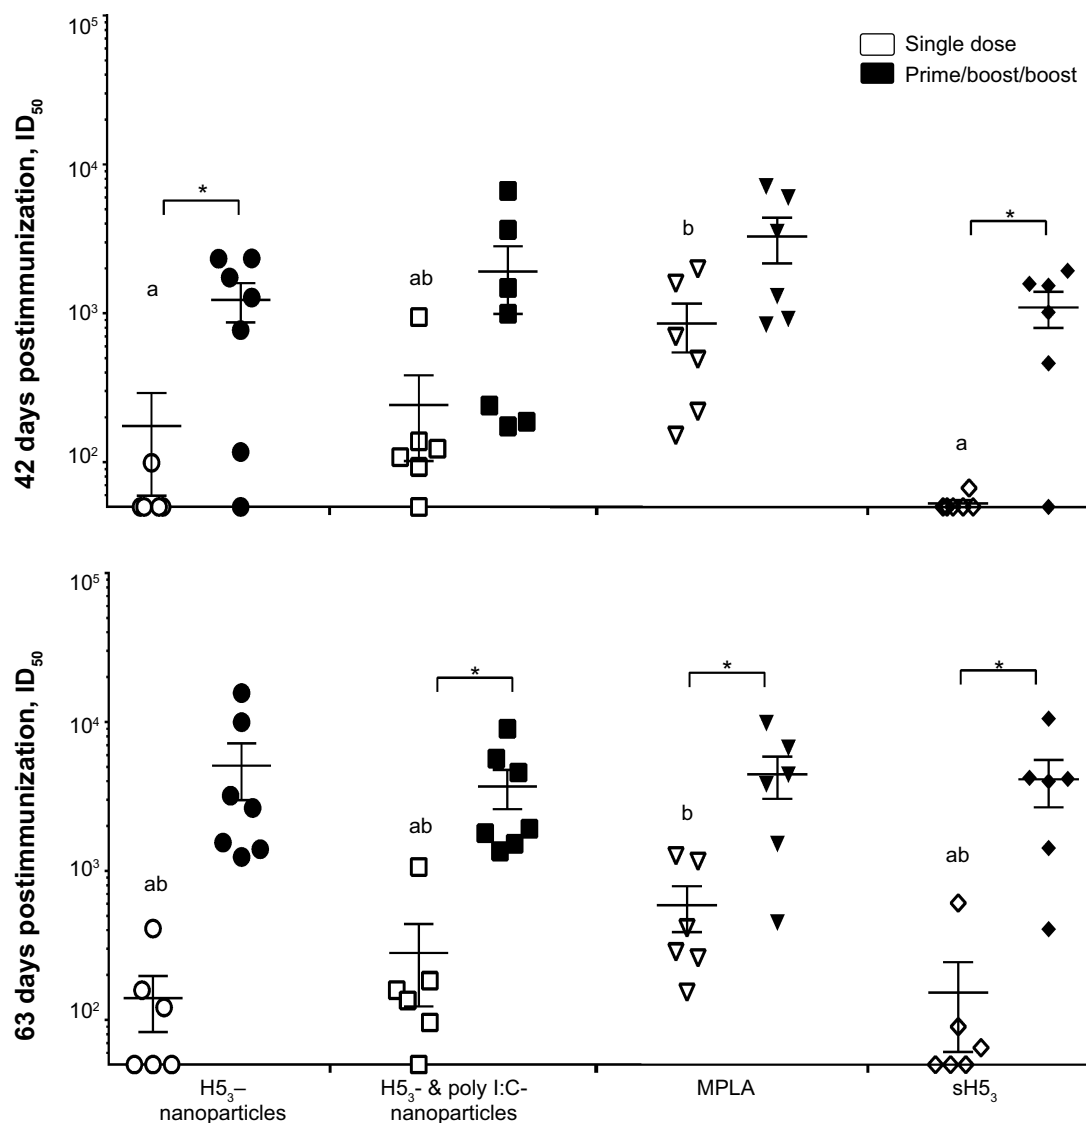 10⁵
Single dose
Prime/boost/boost
42 days postimmunization, ID₅₀
10⁴
*
b
*
ab
a
10³
a
10²
10⁵
63 days postimmunization, ID₅₀
*
*
*
10⁴
b
ab
ab
ab
10³
10²
H5₃–
nanoparticles
H5₃- & poly I:C-
nanoparticles
MPLA
sH5₃